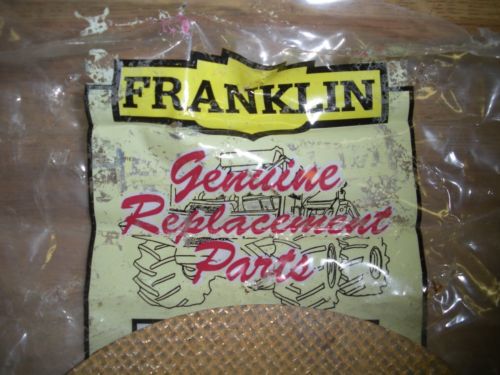 FRANKLIN
Genuine
Replacement
Parts